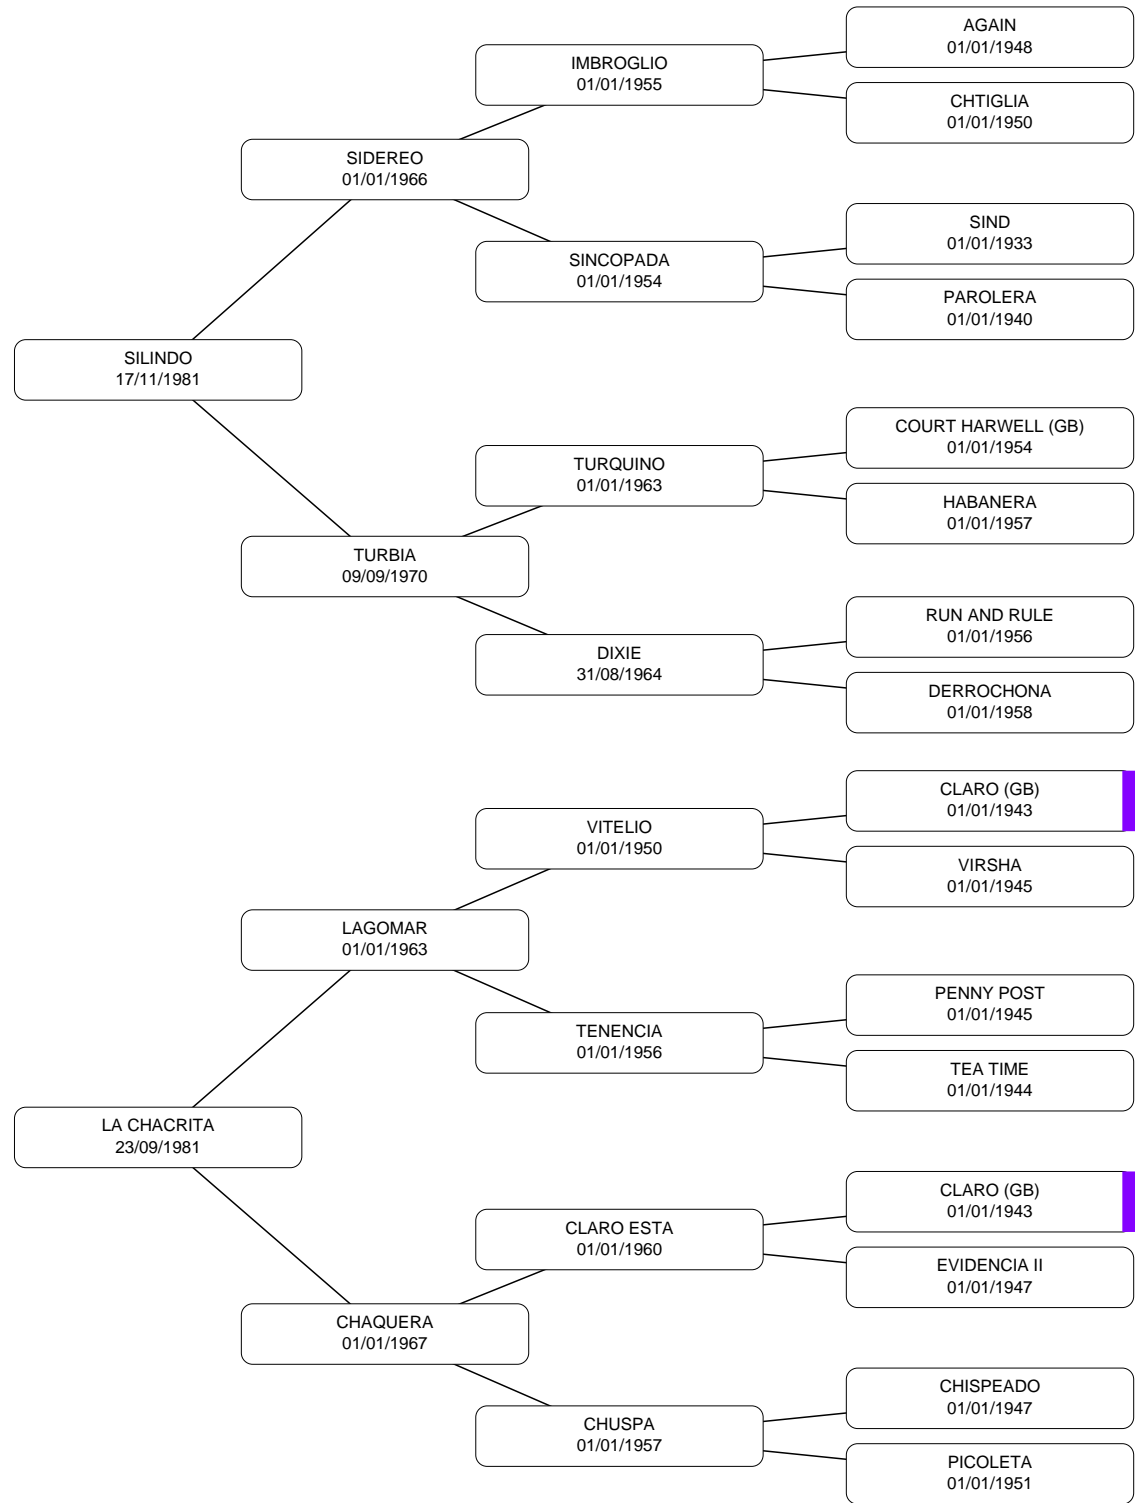 AGAIN
01/01/1948
IMBROGLIO
01/01/1955
CHTIGLIA
01/01/1950
SIDEREO
01/01/1966
SIND
01/01/1933
SINCOPADA
01/01/1954
PAROLERA
01/01/1940
SILINDO
17/11/1981
COURT HARWELL (GB)
01/01/1954
TURQUINO
01/01/1963
HABANERA
01/01/1957
TURBIA
09/09/1970
RUN AND RULE
01/01/1956
DIXIE
31/08/1964
DERROCHONA
01/01/1958
CLARO (GB)
01/01/1943
VITELIO
01/01/1950
VIRSHA
01/01/1945
LAGOMAR
01/01/1963
PENNY POST
01/01/1945
TENENCIA
01/01/1956
TEA TIME
01/01/1944
LA CHACRITA
23/09/1981
CLARO (GB)
01/01/1943
CLARO ESTA
01/01/1960
EVIDENCIA II
01/01/1947
CHAQUERA
01/01/1967
CHISPEADO
01/01/1947
CHUSPA
01/01/1957
PICOLETA
01/01/1951